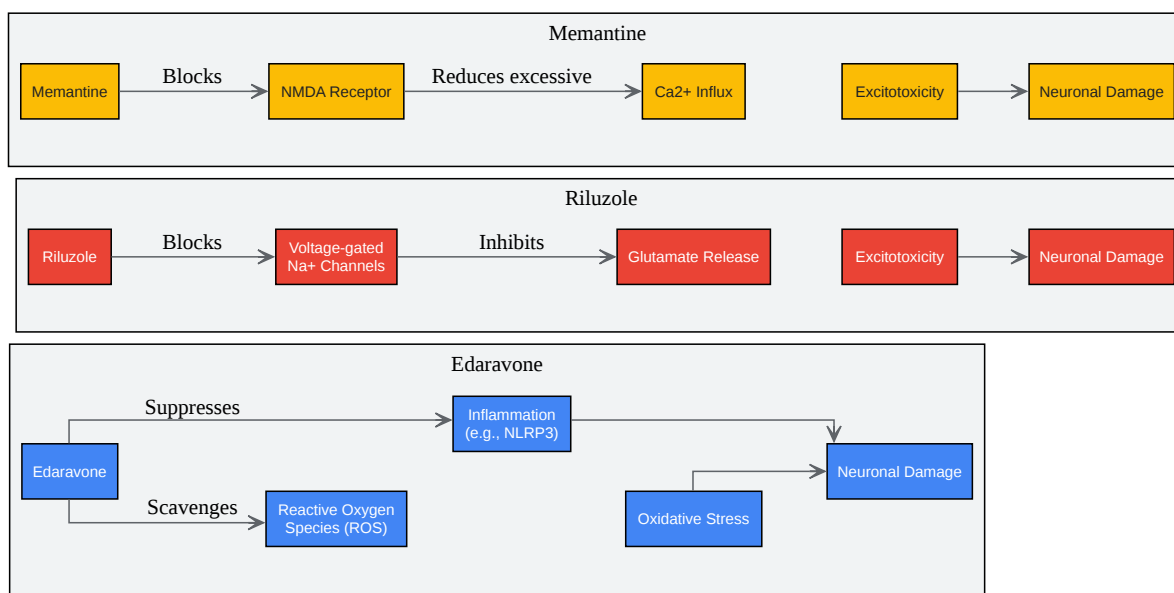 Memantine
Blocks
Reduces excessive
Memantine
NMDA Receptor
Ca2+ Influx
Excitotoxicity
Neuronal Damage
Riluzole
Blocks
Inhibits
Riluzole
Voltage-gated
Na+ Channels
Glutamate Release
Excitotoxicity
Neuronal Damage
Edaravone
Suppresses
Inflammation
(e.g., NLRP3)
Edaravone
Neuronal Damage
Scavenges
Reactive Oxygen
Species (ROS)
Oxidative Stress